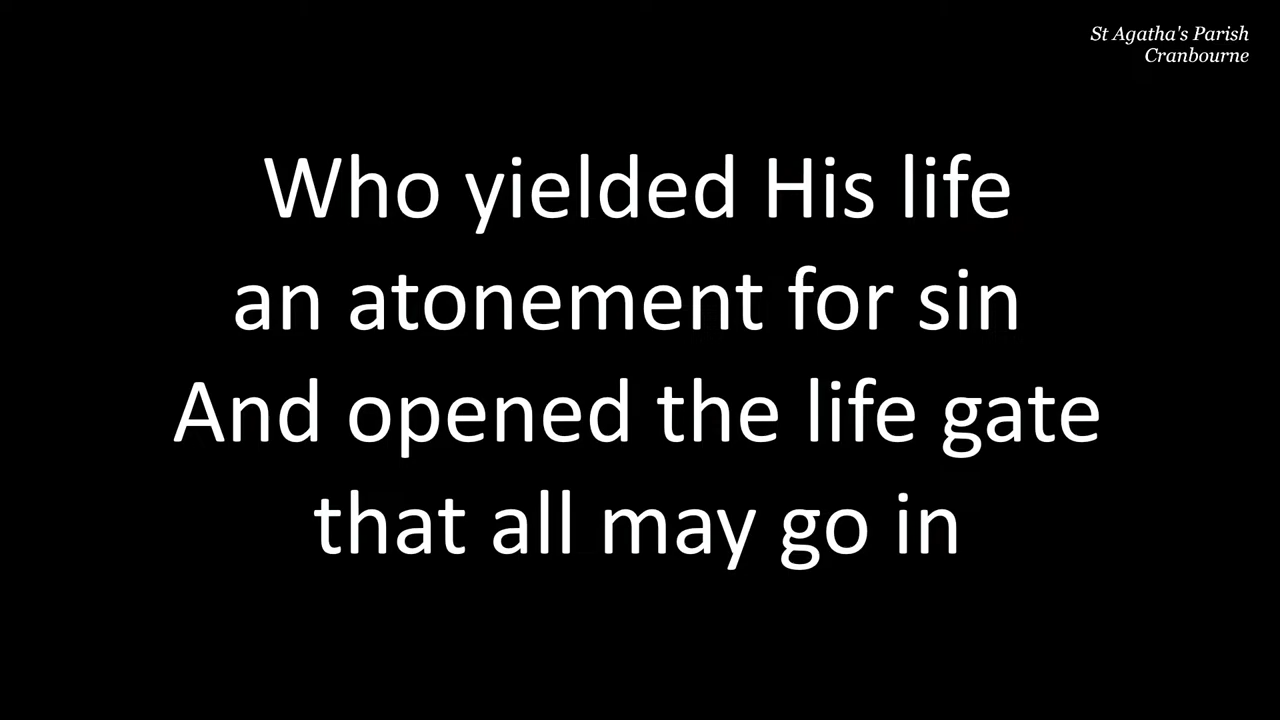 St Agatha's Parish
Cranbourne
Who yielded His life
an atonement for sin
And opened the life gate
that all may go in